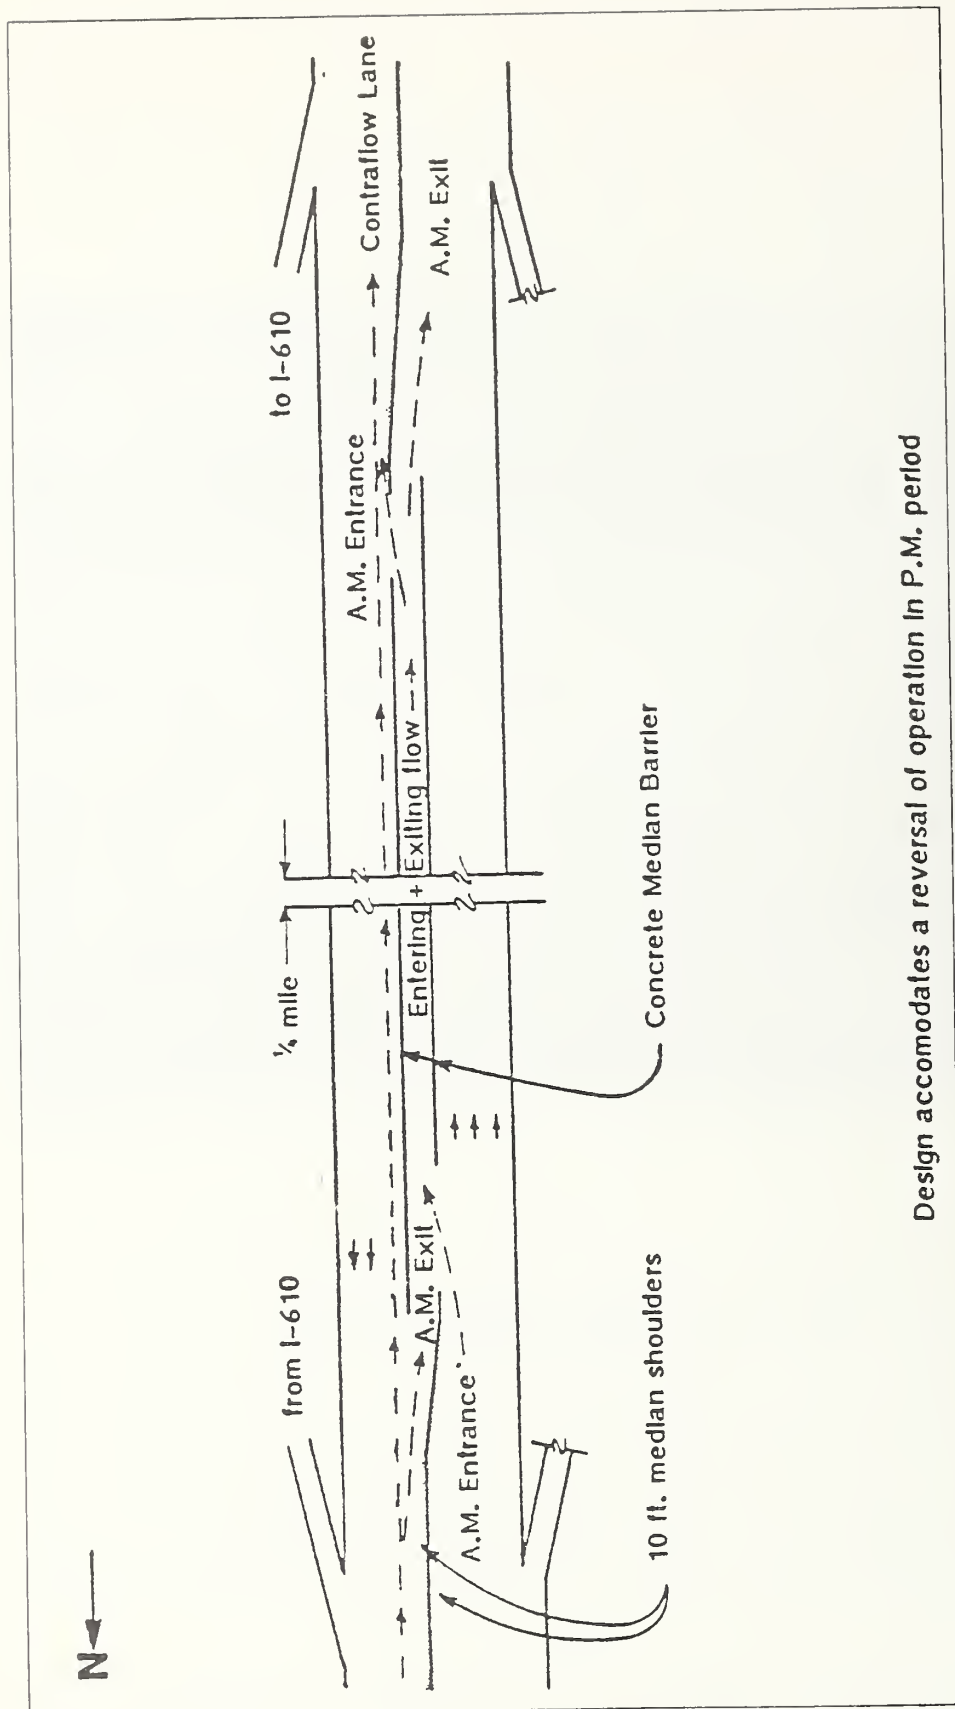 N
from I-610
¼ mile
to I-610
A.M. Entrance
Contraflow Lane
A.M. Exit
Entering + Exiting flow
A.M. Exit
A.M. Entrance
10 ft. median shoulders
Concrete Median Barrier
Design accomodates a reversal of operation in P.M. period